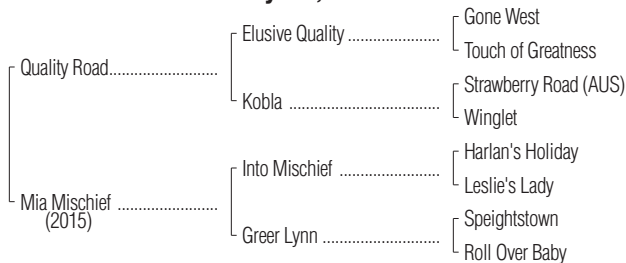 Gone West
Elusive Quality ......................
Touch of Greatness
Quality Road..........................
Strawberry Road (AUS)
Kobla ....................................
Winglet
Harlan's Holiday
Into Mischief ........................
Leslie's Lady
Mia Mischief ........................
(2015)
Speightstown
Greer Lynn ............................
Roll Over Baby